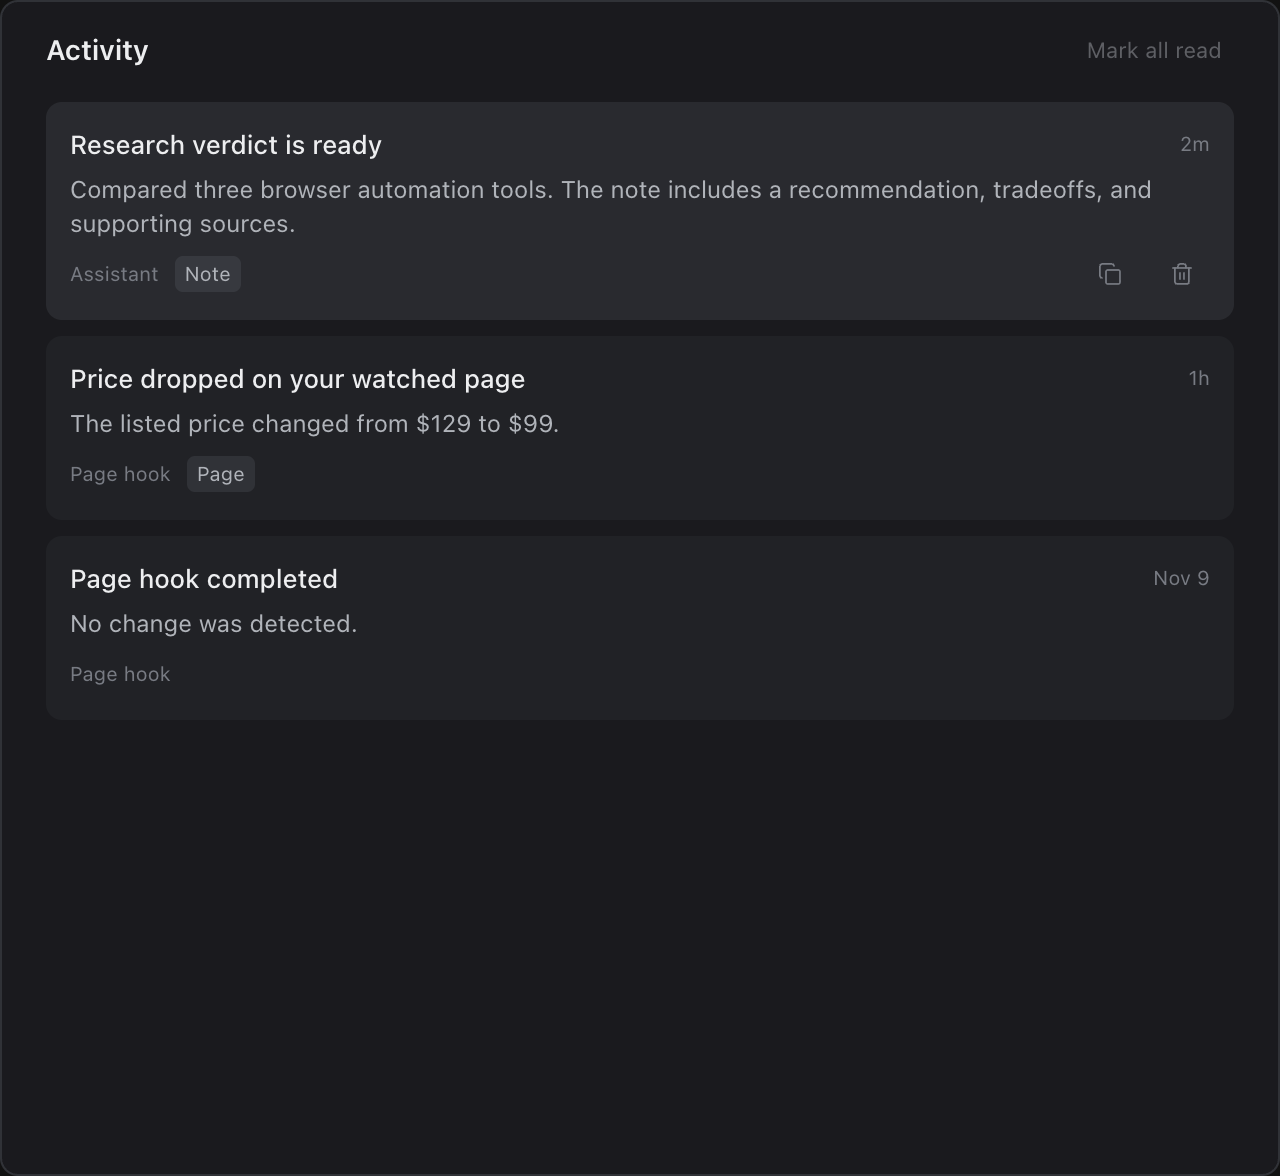 Activity
Mark all read
Research verdict is ready
2m
Compared three browser automation tools. The note includes a recommendation, tradeoffs, and
supporting sources.
Assistant
Note
Price dropped on your watched page
1h
The listed price changed from $129 to $99.
Page hook
Page
Page hook completed
Nov 9
No change was detected.
Page hook